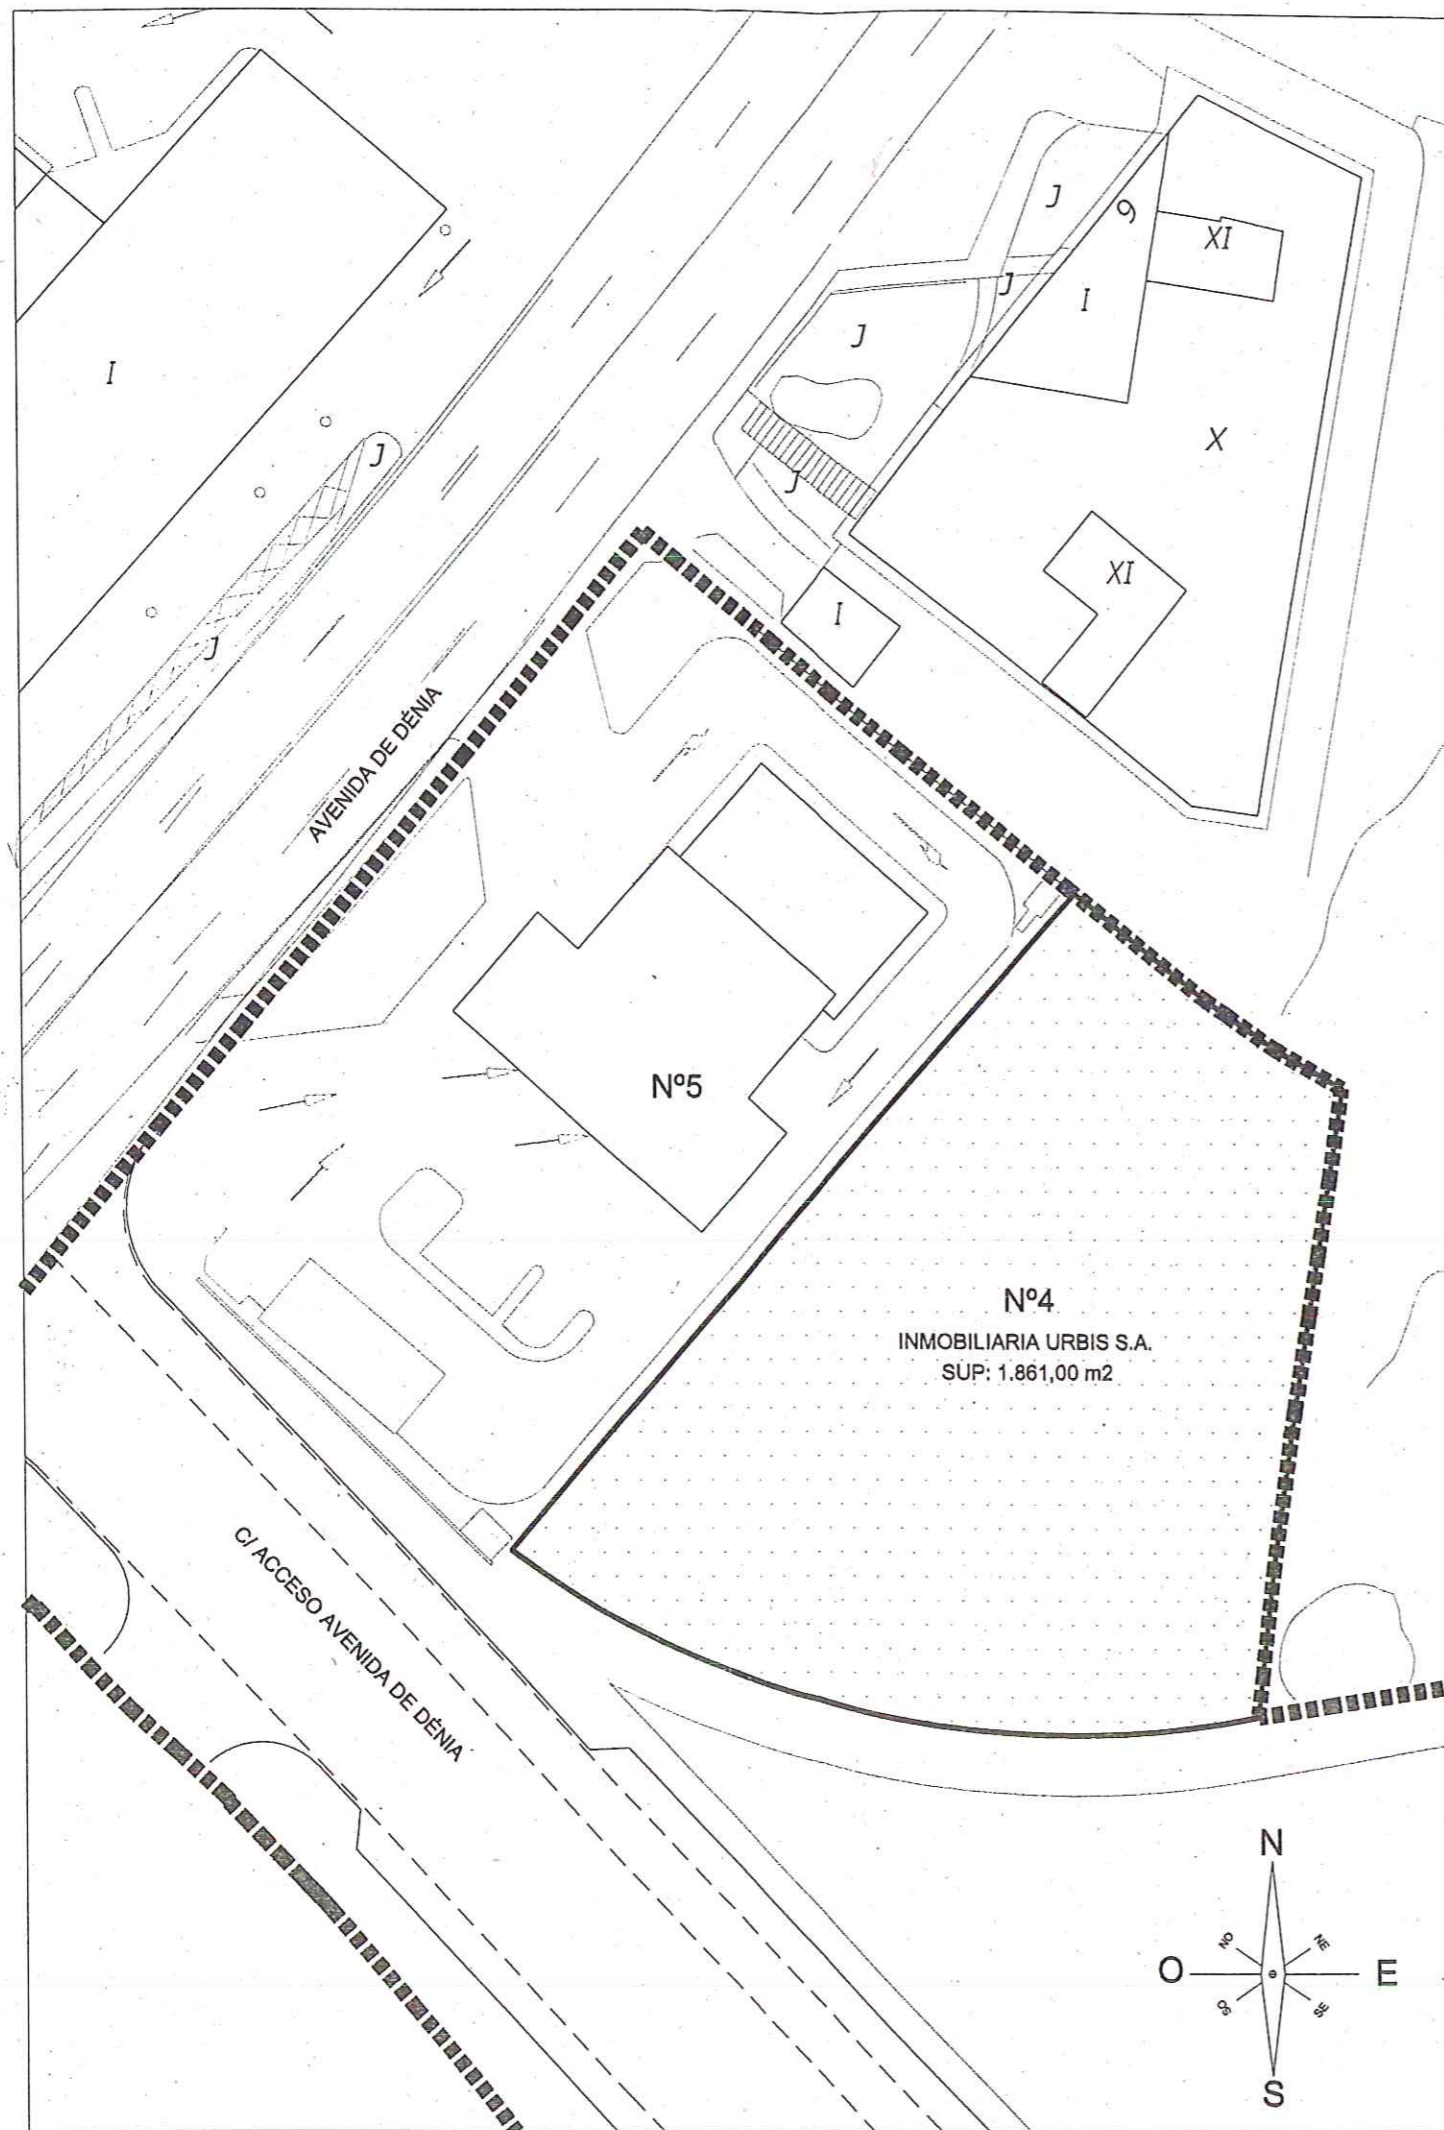 J
9
XI
J
I
J
I
X
J
J
XI
I
J
AVENIDA DE DÉNIA
Nº5
Nº4
INMOBILIARIA URBIS S.A.
SUP: 1.861,00 m2
C/ ACCESO AVENIDA DE DÉNIA
N
NO
NE
O
E
SO
SE
S